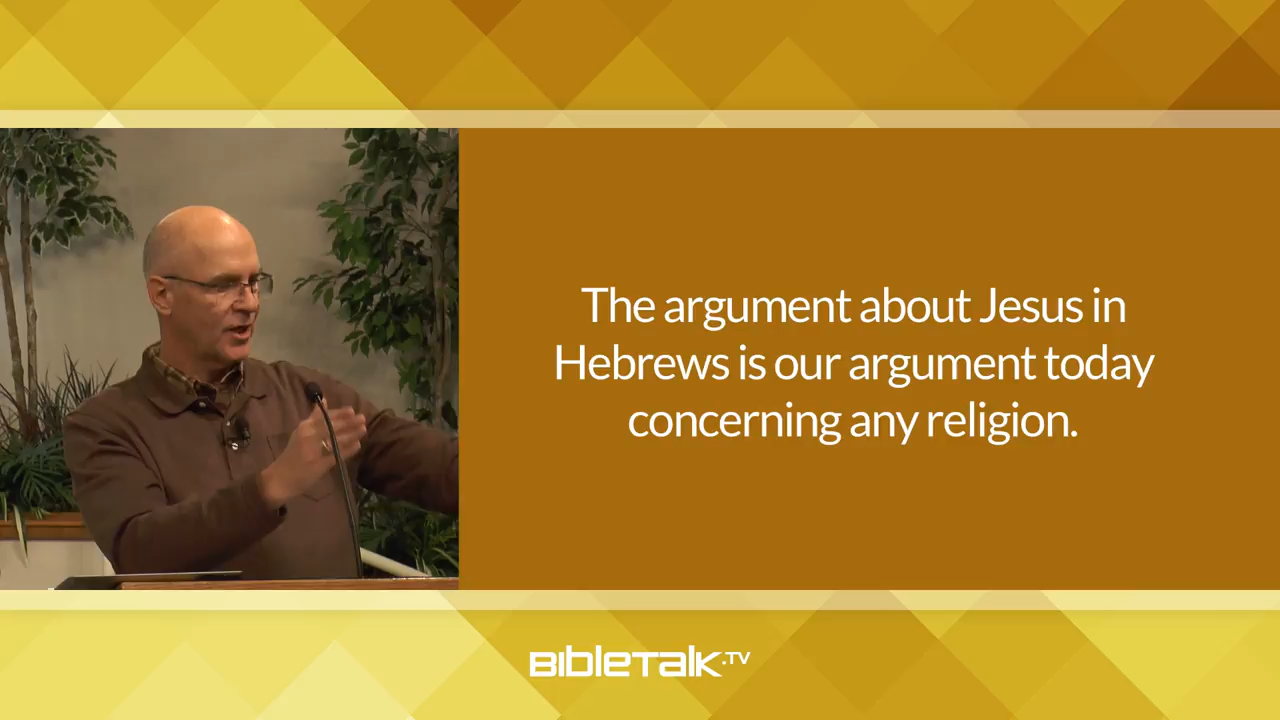 The argument about Jesus in
Hebrews is our argument today
concerning any religion.
BIBLETALK.TV